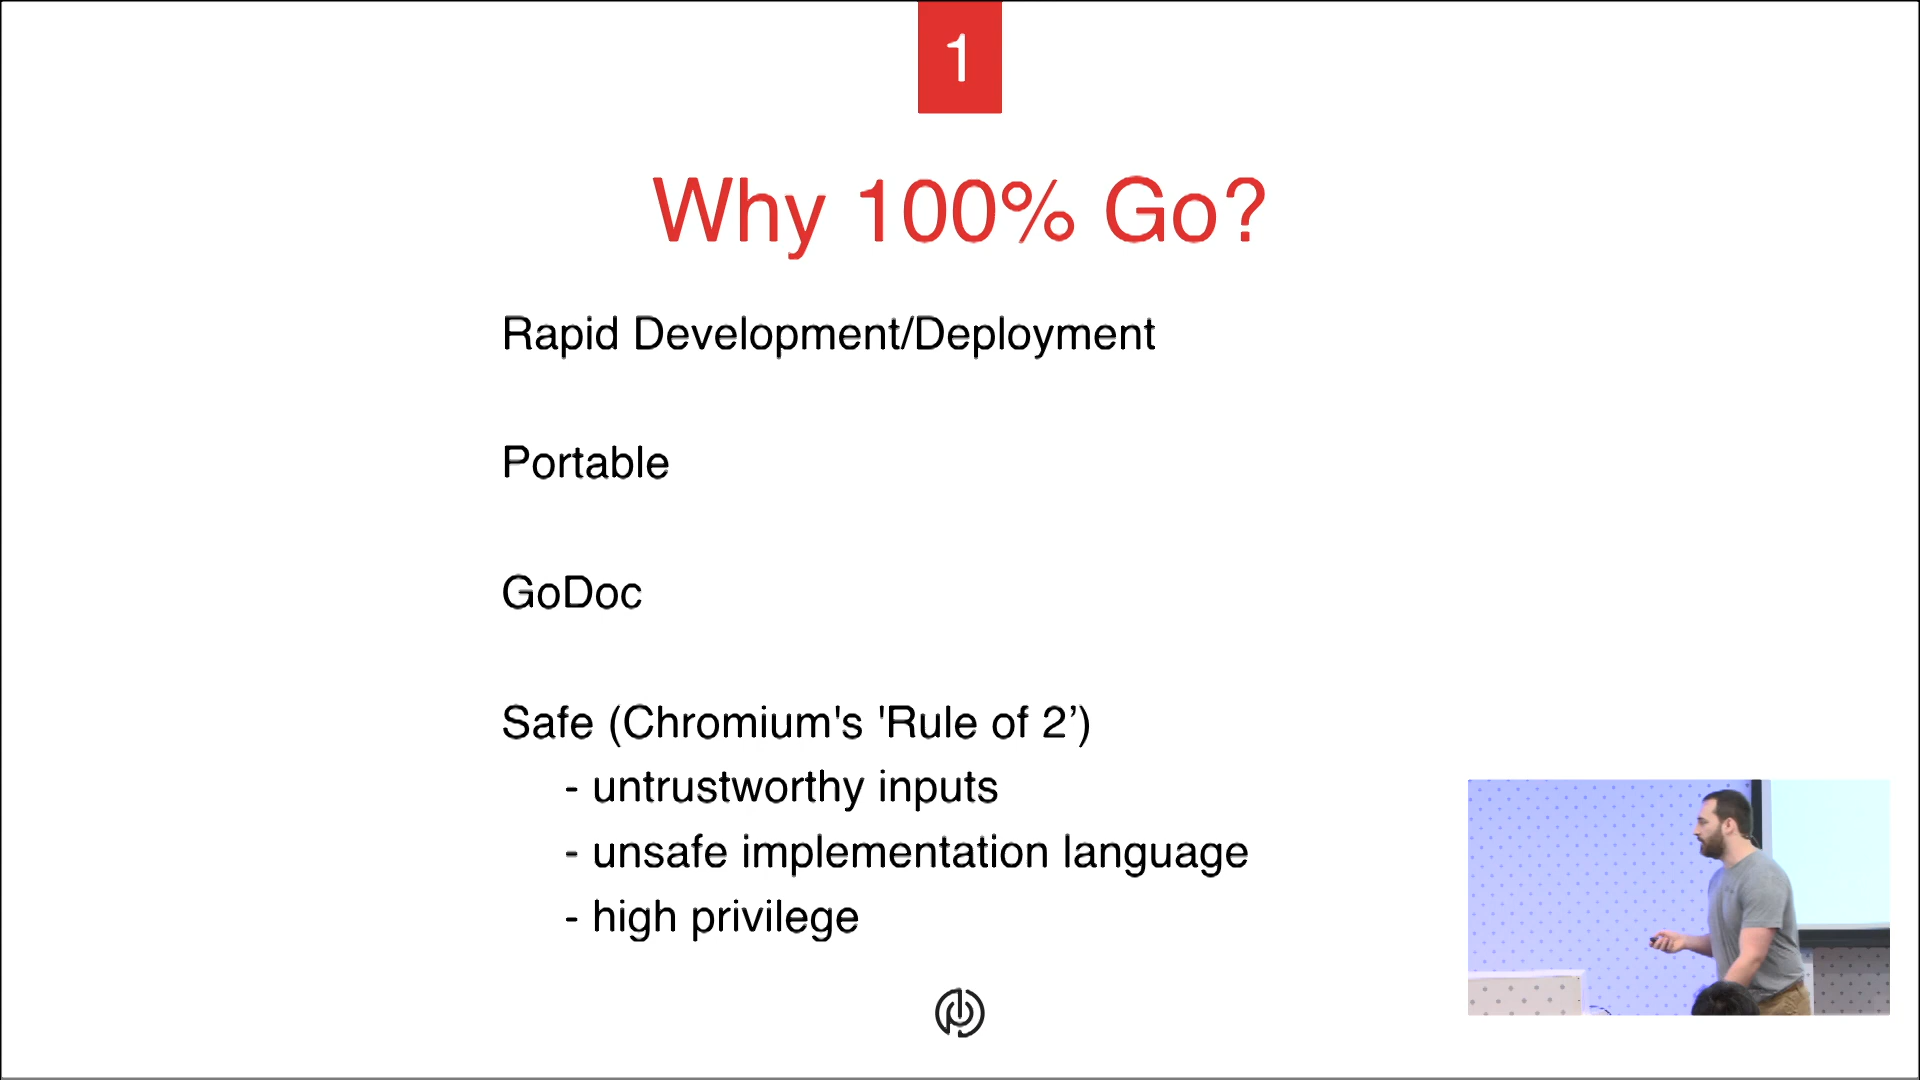 1
Why 100% Go?
Rapid Development/Deployment
Portable
GoDoc
Safe (Chromium's 'Rule of 2’)
- untrustworthy inputs
- unsafe implementation language
- high privilege